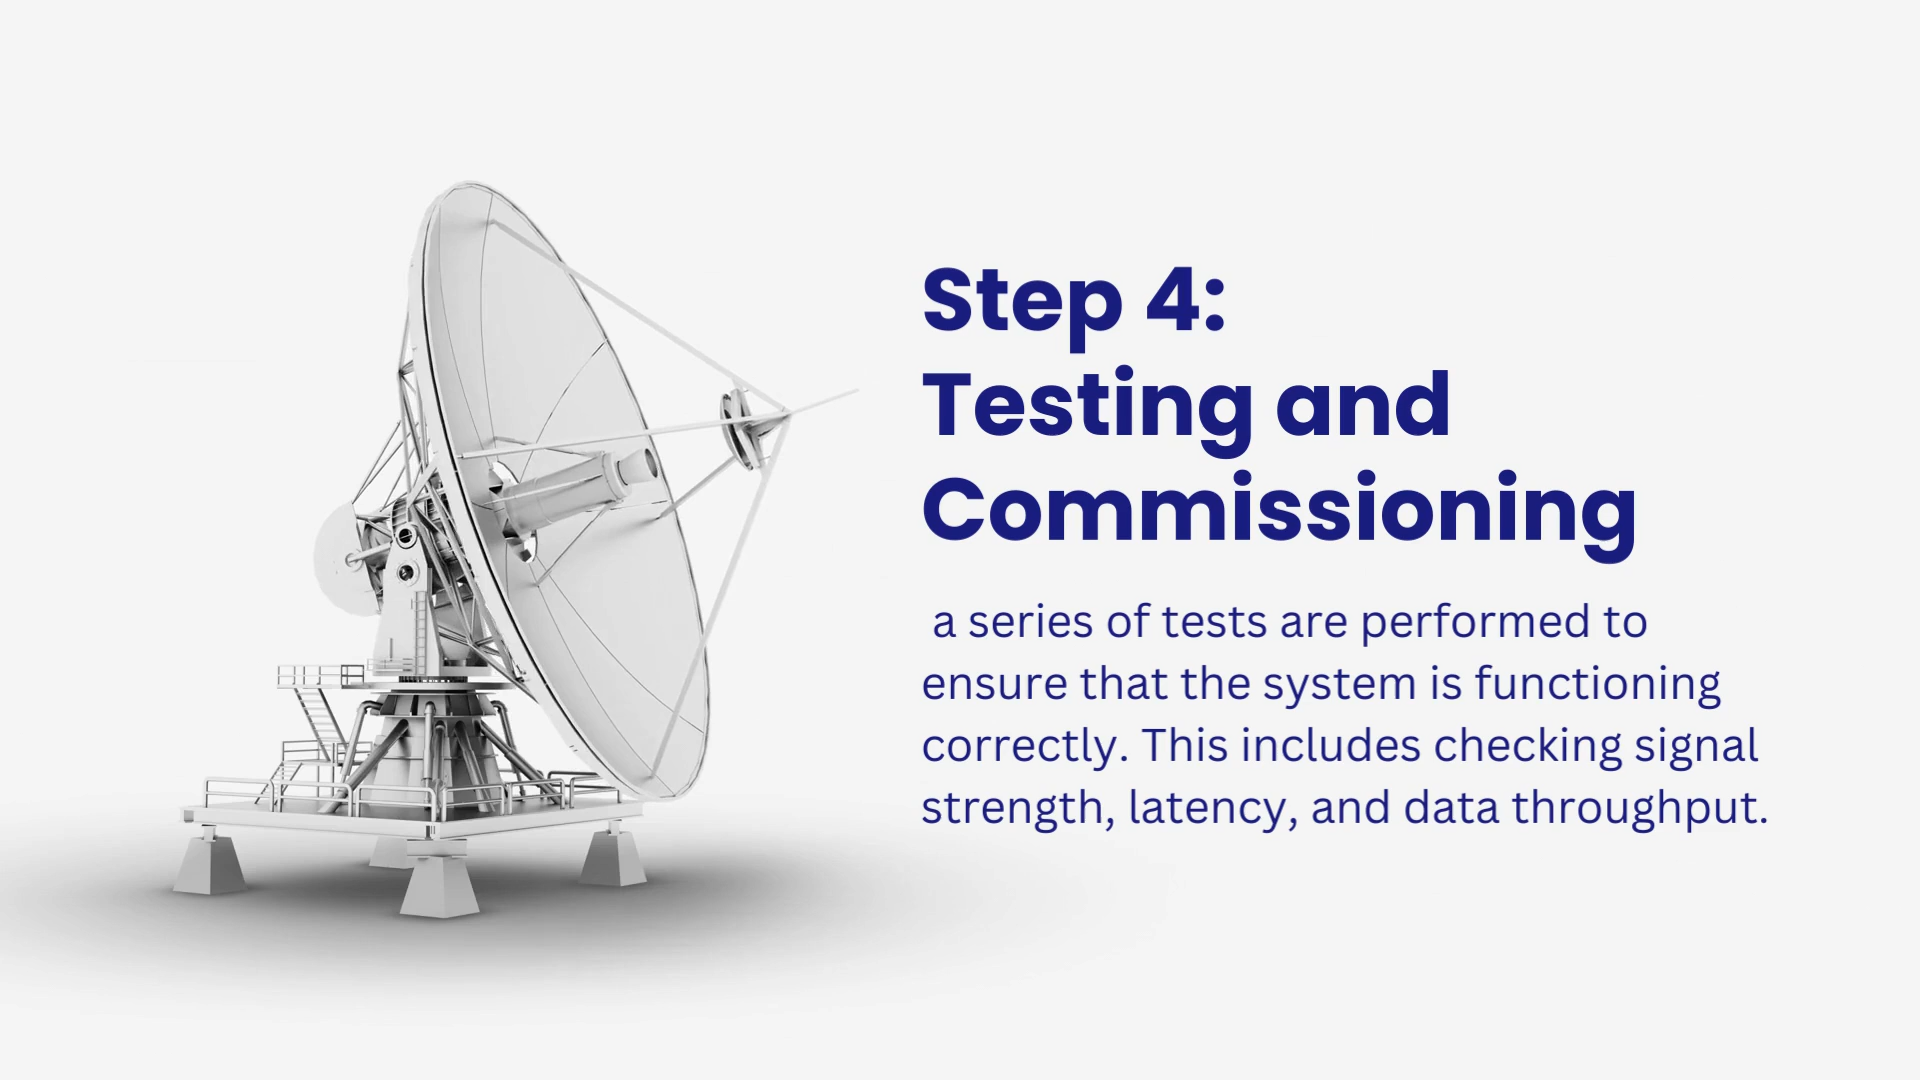 Step 4:
Testing and
Commissioning
a series of tests are performed to
ensure that the system is functioning
correctly. This includes checking signal
strength, latency, and data throughput.